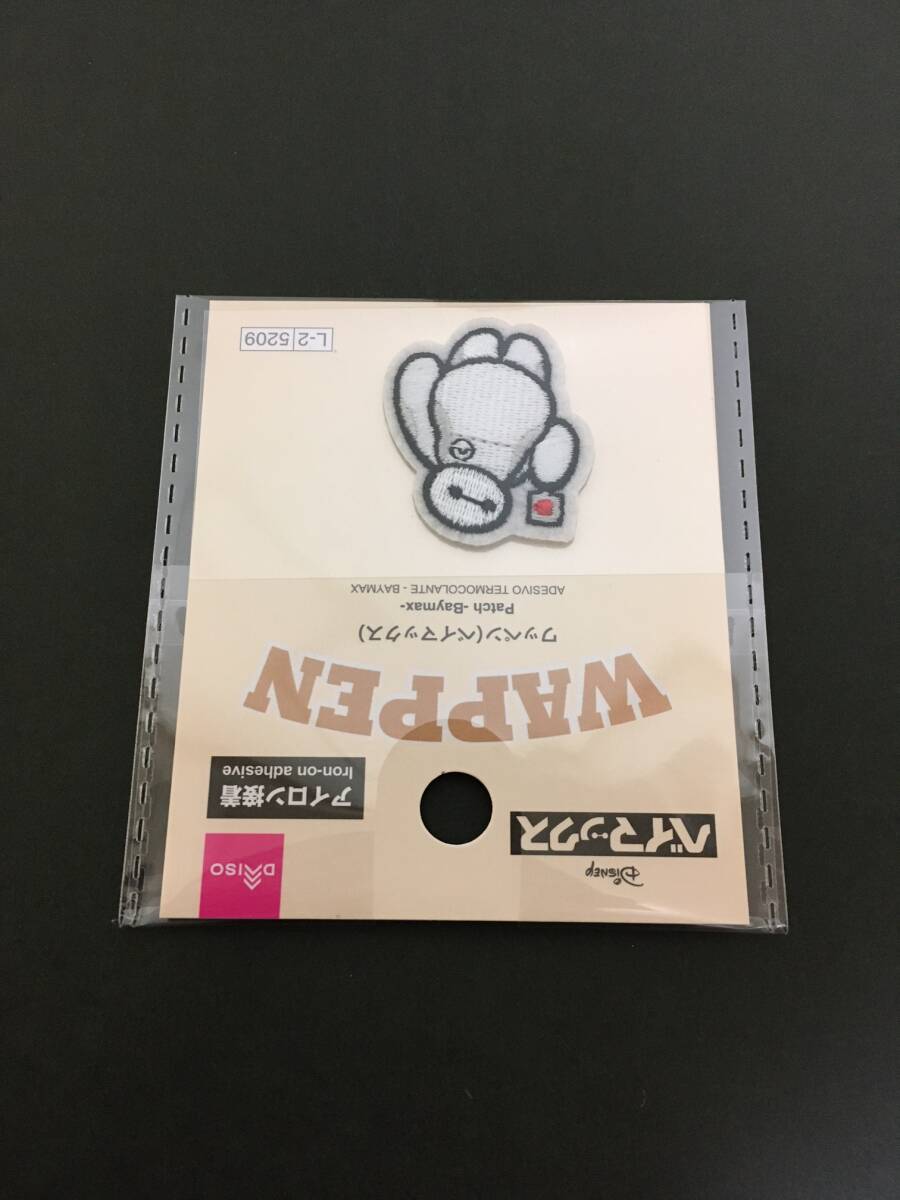 Disney
ベイマックス
DAISO
アイロン接着
Iron-on adhesive
WAPPEN
ワッペン(ベイマックス)
Patch -Baymax-
ADESIVO TERMOCOLANTE - BAYMAX
L-2 5209